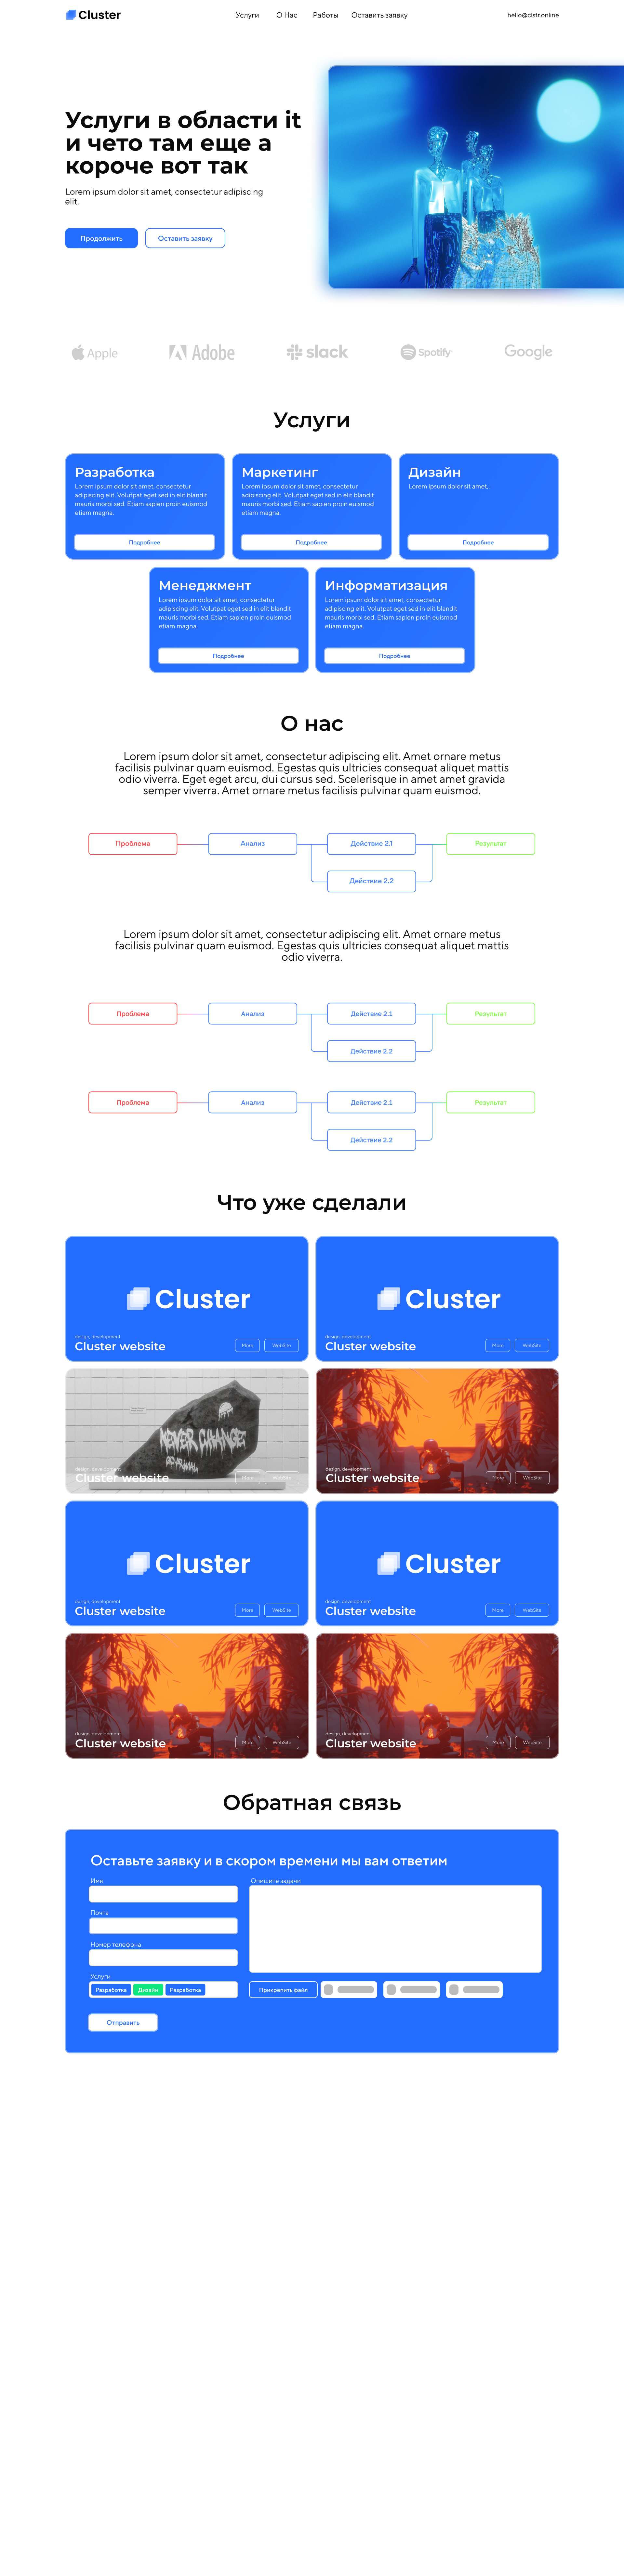 Cluster
Услуги
О Нас
Работы
Оставить заявку
hello@clstr.online
Услуги в области it
и чето там еще а
короче вот так
Lorem ipsum dolor sit amet, consectetur adipiscing
elit.
Продолжить
Оставить заявку
Apple
Adobe
slack
Spotify
Google
Услуги
Разработка
Lorem ipsum dolor sit amet, consectetur
adipiscing elit. Volutpat eget sed in elit blandit
mauris morbi sed. Etiam sapien proin euismod
etiam magna.
Подробнее
Маркетинг
Lorem ipsum dolor sit amet, consectetur
adipiscing elit. Volutpat eget sed in elit blandit
mauris morbi sed. Etiam sapien proin euismod
etiam magna.
Подробнее
Дизайн
Lorem ipsum dolor sit amet,.
Подробнее
Менеджмент
Lorem ipsum dolor sit amet, consectetur
adipiscing elit. Volutpat eget sed in elit blandit
mauris morbi sed. Etiam sapien proin euismod
etiam magna.
Подробнее
Информатизация
Lorem ipsum dolor sit amet, consectetur
adipiscing elit. Volutpat eget sed in elit blandit
mauris morbi sed. Etiam sapien proin euismod
etiam magna.
Подробнее
О нас
Lorem ipsum dolor sit amet, consectetur adipiscing elit. Amet ornare metus
facilisis pulvinar quam euismod. Egestas quis ultricies consequat aliquet mattis
odio viverra. Eget eget arcu, dui cursus sed. Scelerisque in amet amet gravida
semper viverra. Amet ornare metus facilisis pulvinar quam euismod.
Проблема
Анализ
Действие 2.1
Результат
Действие 2.2
Lorem ipsum dolor sit amet, consectetur adipiscing elit. Amet ornare metus
facilisis pulvinar quam euismod. Egestas quis ultricies consequat aliquet mattis
odio viverra.
Проблема
Анализ
Действие 2.1
Результат
Действие 2.2
Проблема
Анализ
Действие 2.1
Результат
Действие 2.2
Что уже сделали
Cluster
design, development
Cluster website
More
WebSite
Cluster
design, development
Cluster website
More
WebSite
NEVER CHANGE
design, development
Cluster website
More
WebSite
design, development
Cluster website
More
WebSite
Cluster
design, development
Cluster website
More
WebSite
Cluster
design, development
Cluster website
More
WebSite
design, development
Cluster website
More
WebSite
design, development
Cluster website
More
WebSite
Обратная связь
Оставьте заявку и в скором времени мы вам ответим
Имя
Почта
Номер телефона
Услуги
Разработка
Дизайн
Разработка
Опишите задачи
Прикрепить файл
Отправить